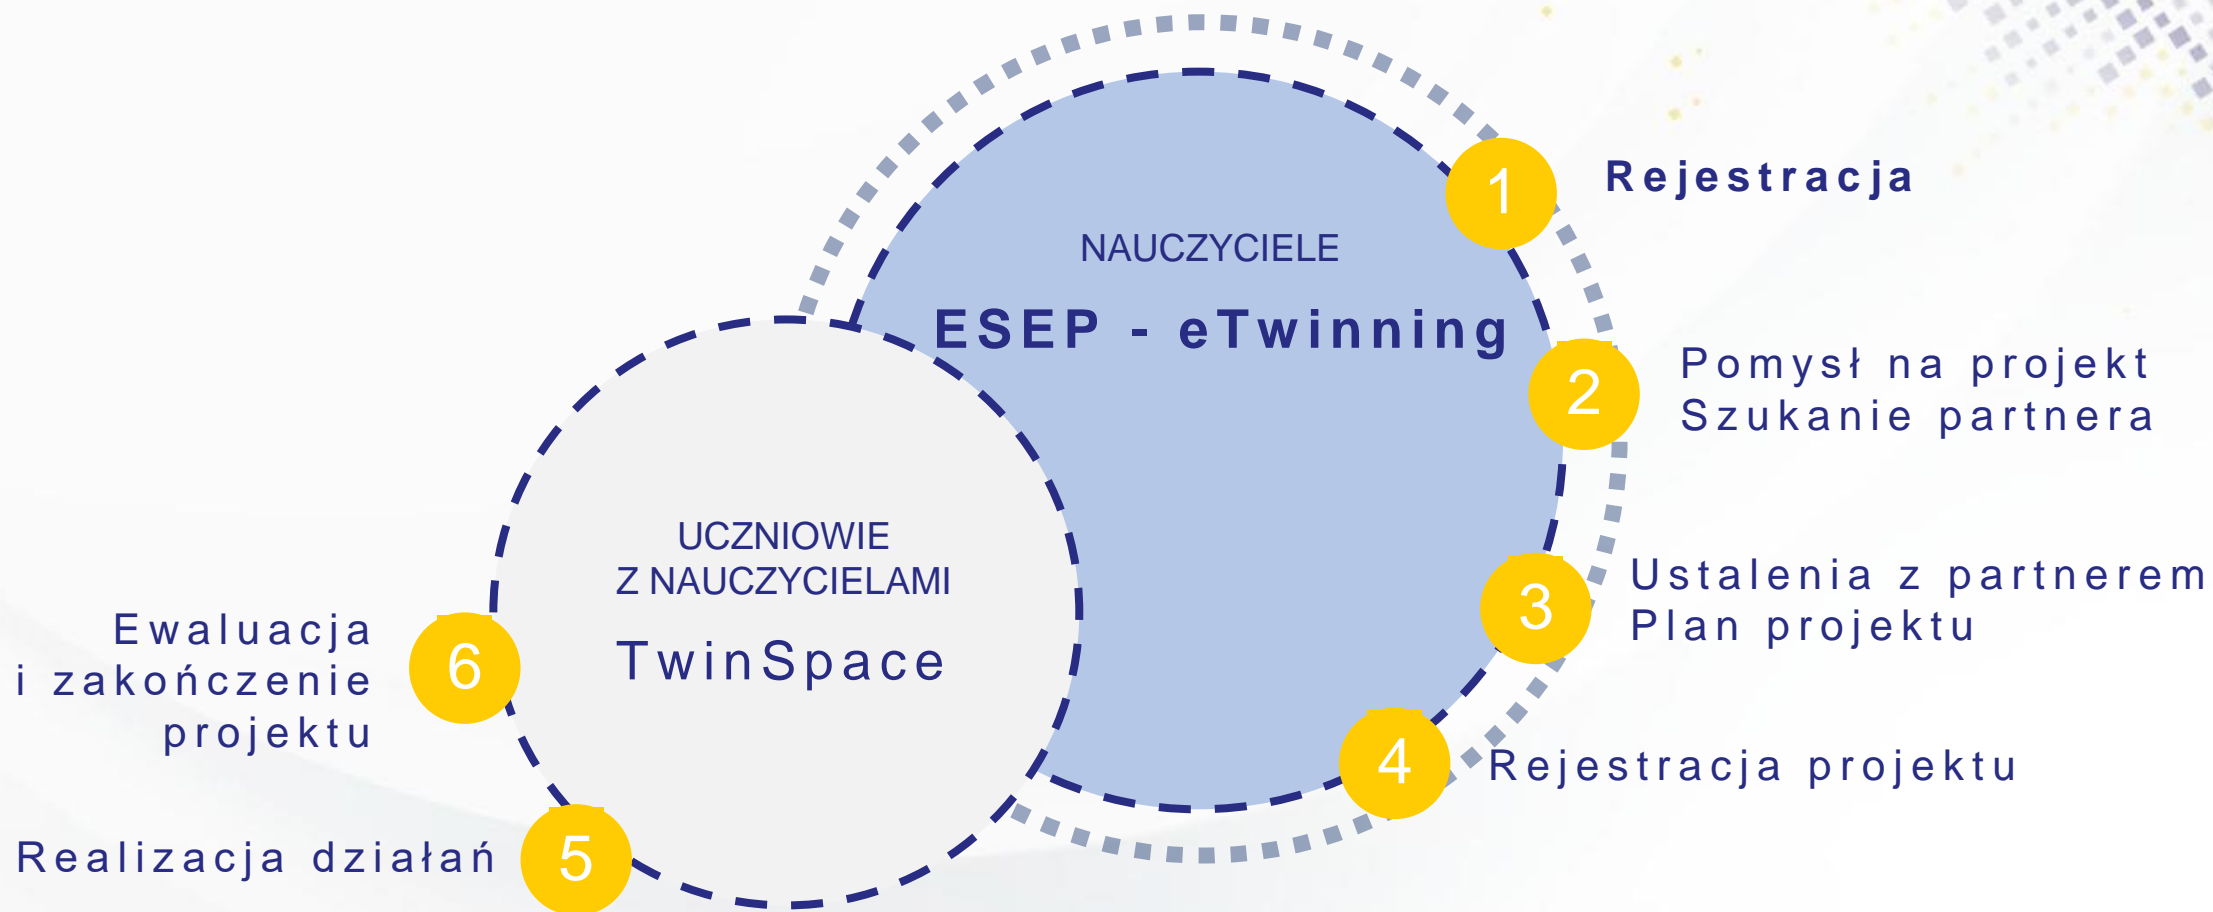 NAUCZYCIELE
ESEP - eTwinning
1
Rejestracja
2
Pomysł na projekt
Szukanie partnera
3
Ustalenia z partnerem
Plan projektu
4
Rejestracja projektu
UCZNIOWIE
Z NAUCZYCIELAMI
TwinSpace
5
Realizacja działań
6
Ewaluacja
i zakończenie
projektu